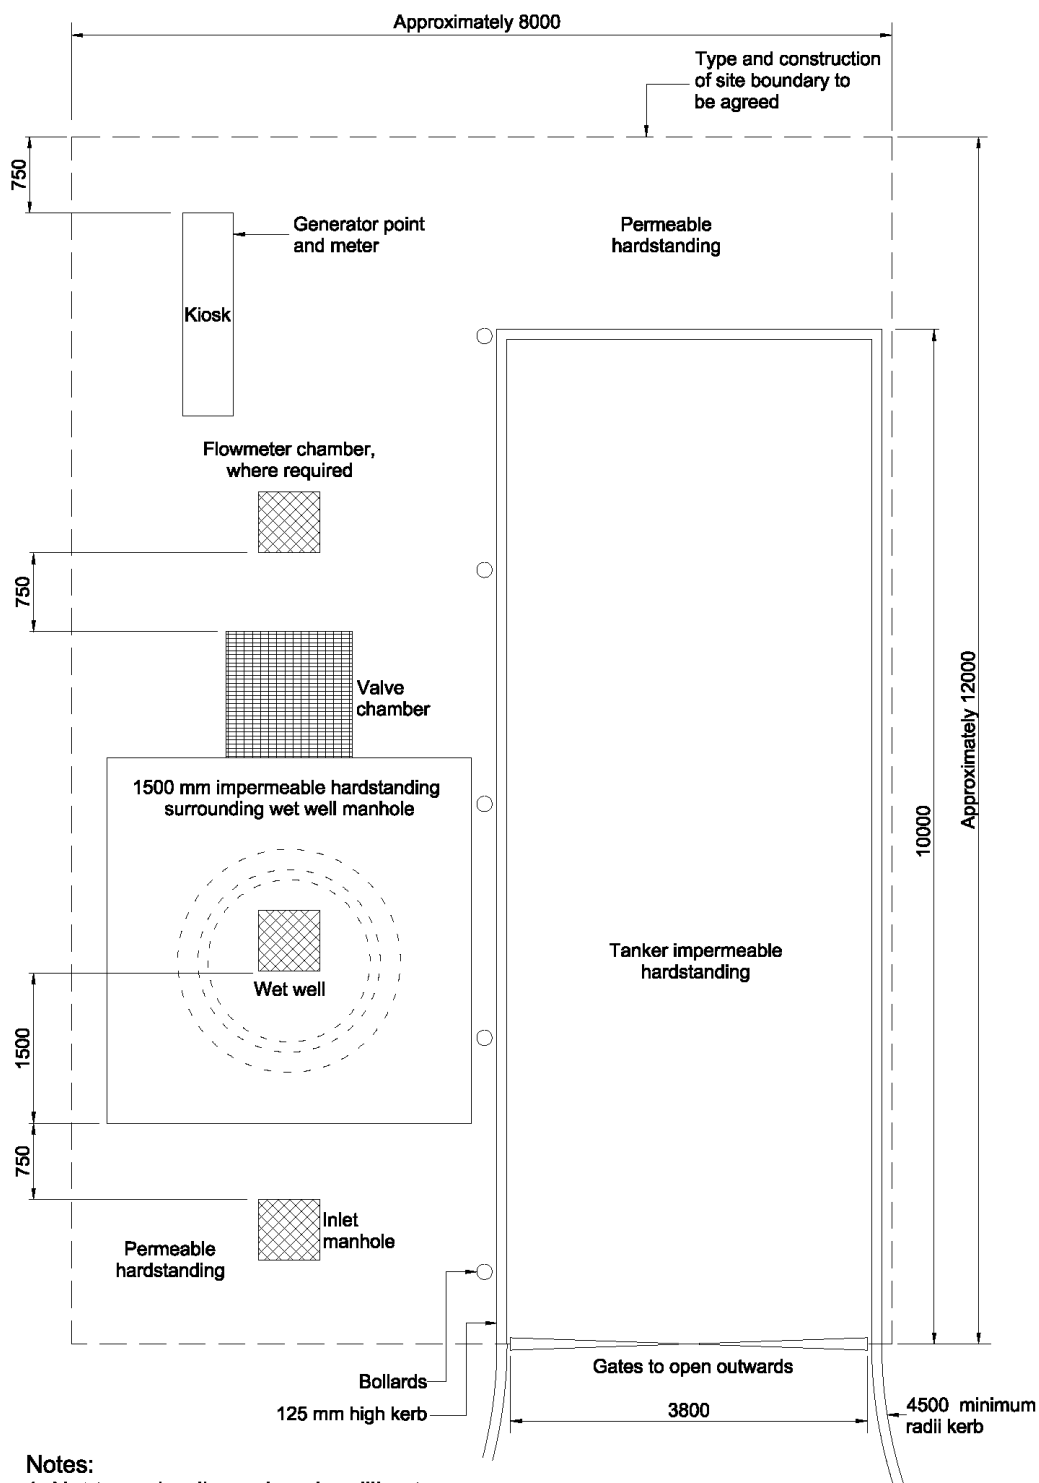 Approximately 8000
Type and construction
of site boundary to
be agreed
750
Generator point
and meter
Permeable
hardstanding
Kiosk
Flowmeter chamber,
where required
750
Valve
chamber
Approximately 12000
10000
1500 mm impermeable hardstanding
surrounding wet well manhole
Tanker impermeable
hardstanding
Wet well
1500
750
Inlet
manhole
Permeable
hardstanding
Gates to open outwards
Bollards
125 mm high kerb
3800
4500 minimum
radii kerb
Notes: